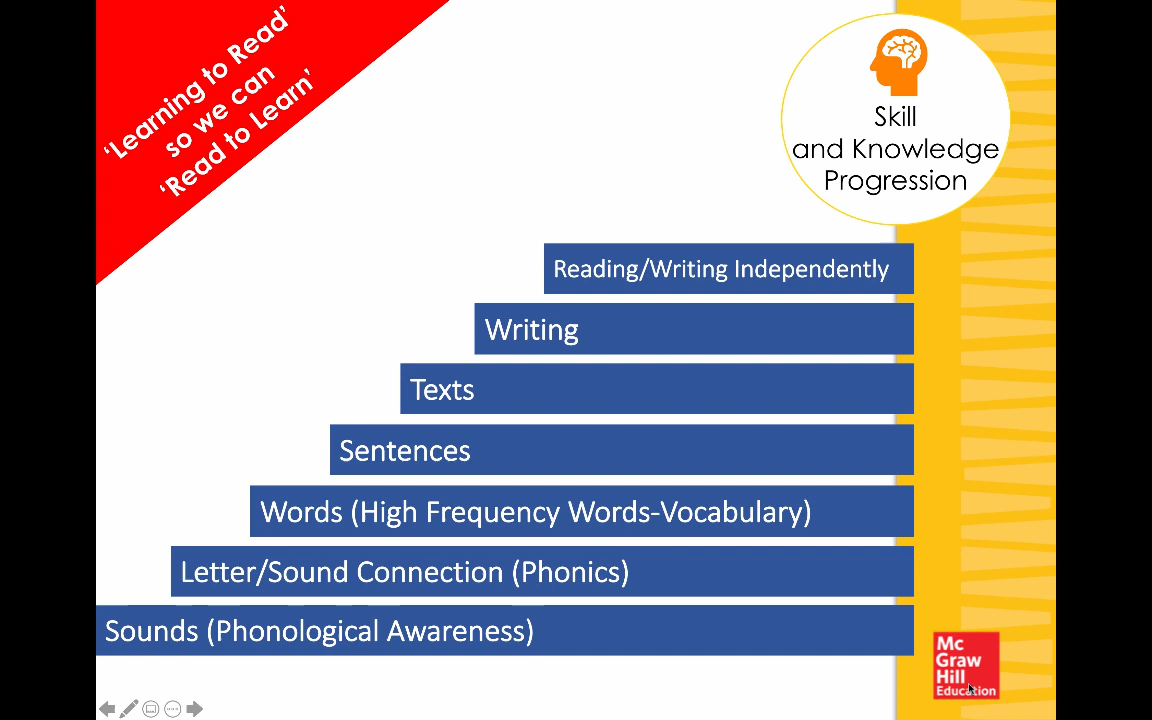 ‘Learning to Read’
so we can
‘Read to Learn’
Skill
and Knowledge
Progression
Reading/Writing Independently
Writing
Texts
Sentences
Words (High Frequency Words-Vocabulary)
Letter/Sound Connection (Phonics)
Sounds (Phonological Awareness)
Mc
Graw
Hill
Education